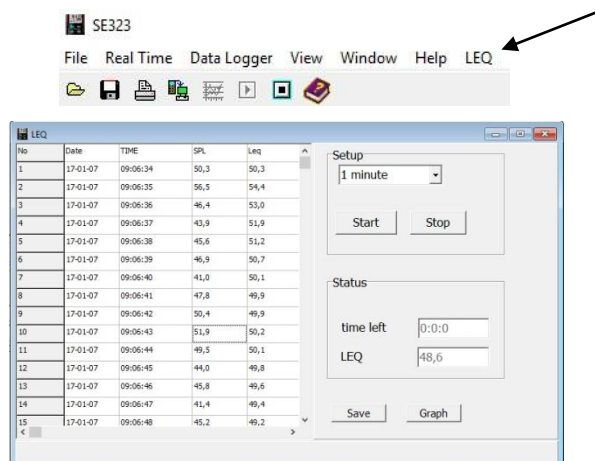 SE323
File Real Time Data Logger View Window Help LEQ
LEQ
No Date TIME SPL Leq
1 17-01-07 09:06:34 50,3 50,3
2 17-01-07 09:06:35 56,5 54,4
3 17-01-07 09:06:36 46,4 53,0
4 17-01-07 09:06:37 43,9 51,9
5 17-01-07 09:06:38 45,6 51,2
6 17-01-07 09:06:39 46,9 50,7
7 17-01-07 09:06:40 41,0 50,1
8 17-01-07 09:06:41 47,8 49,9
9 17-01-07 09:06:42 50,4 49,9
10 17-01-07 09:06:43 51,9 50,2
11 17-01-07 09:06:44 49,5 50,1
12 17-01-07 09:06:45 44,0 49,8
13 17-01-07 09:06:46 45,8 49,6
14 17-01-07 09:06:47 41,4 49,4
15 17-01-07 09:06:48 45,2 49,2
Setup
1 minute
Start Stop
Status
time left 0:0:0
LEQ 48,6
Save Graph